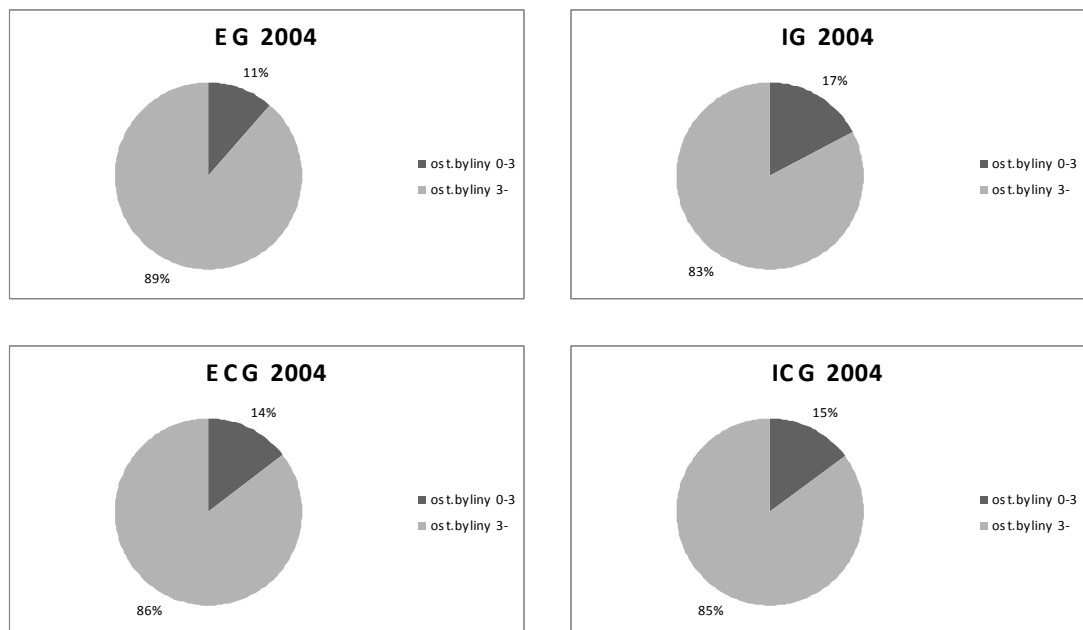 EG 2004
11%
ost.byliny 0-3
ost.byliny 3-
89%
IG 2004
17%
ost.byliny 0-3
ost.byliny 3-
83%
ECG 2004
14%
ost.byliny 0-3
ost.byliny 3-
86%
ICG 2004
15%
ost.byliny 0-3
ost.byliny 3-
85%